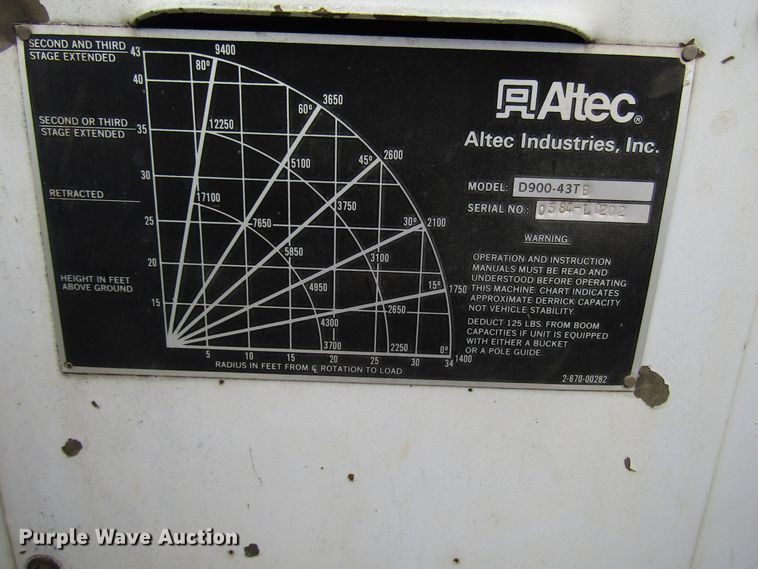 SECOND AND THIRD
STAGE EXTENDED
SECOND OR THIRD
STAGE EXTENDED
RETRACTED
HEIGHT IN FEET
ABOVE GROUND
43
40
35
30
25
20
15
9400
80°
3650
60°
12250
2600
45°
5100
17100
3750
2100
30°
7650
5850
3100
4950
15°
1750
2650
4300
3700
2250
0°
1400
5
10
15
20
25
30
34
RADIUS IN FEET FROM ℄ ROTATION TO LOAD
Altec®
Altec Industries, Inc.
MODEL: D900-43TB
SERIAL NO.: 0584-L0202
WARNING:
OPERATION AND INSTRUCTION
MANUALS MUST BE READ AND
UNDERSTOOD BEFORE OPERATING
THIS MACHINE. CHART INDICATES
APPROXIMATE DERRICK CAPACITY
NOT VEHICLE STABILITY.
DEDUCT 125 LBS. FROM BOOM
CAPACITIES IF UNIT IS EQUIPPED
WITH EITHER A BUCKET
OR A POLE GUIDE.
2-670-00282
Purple Wave Auction®